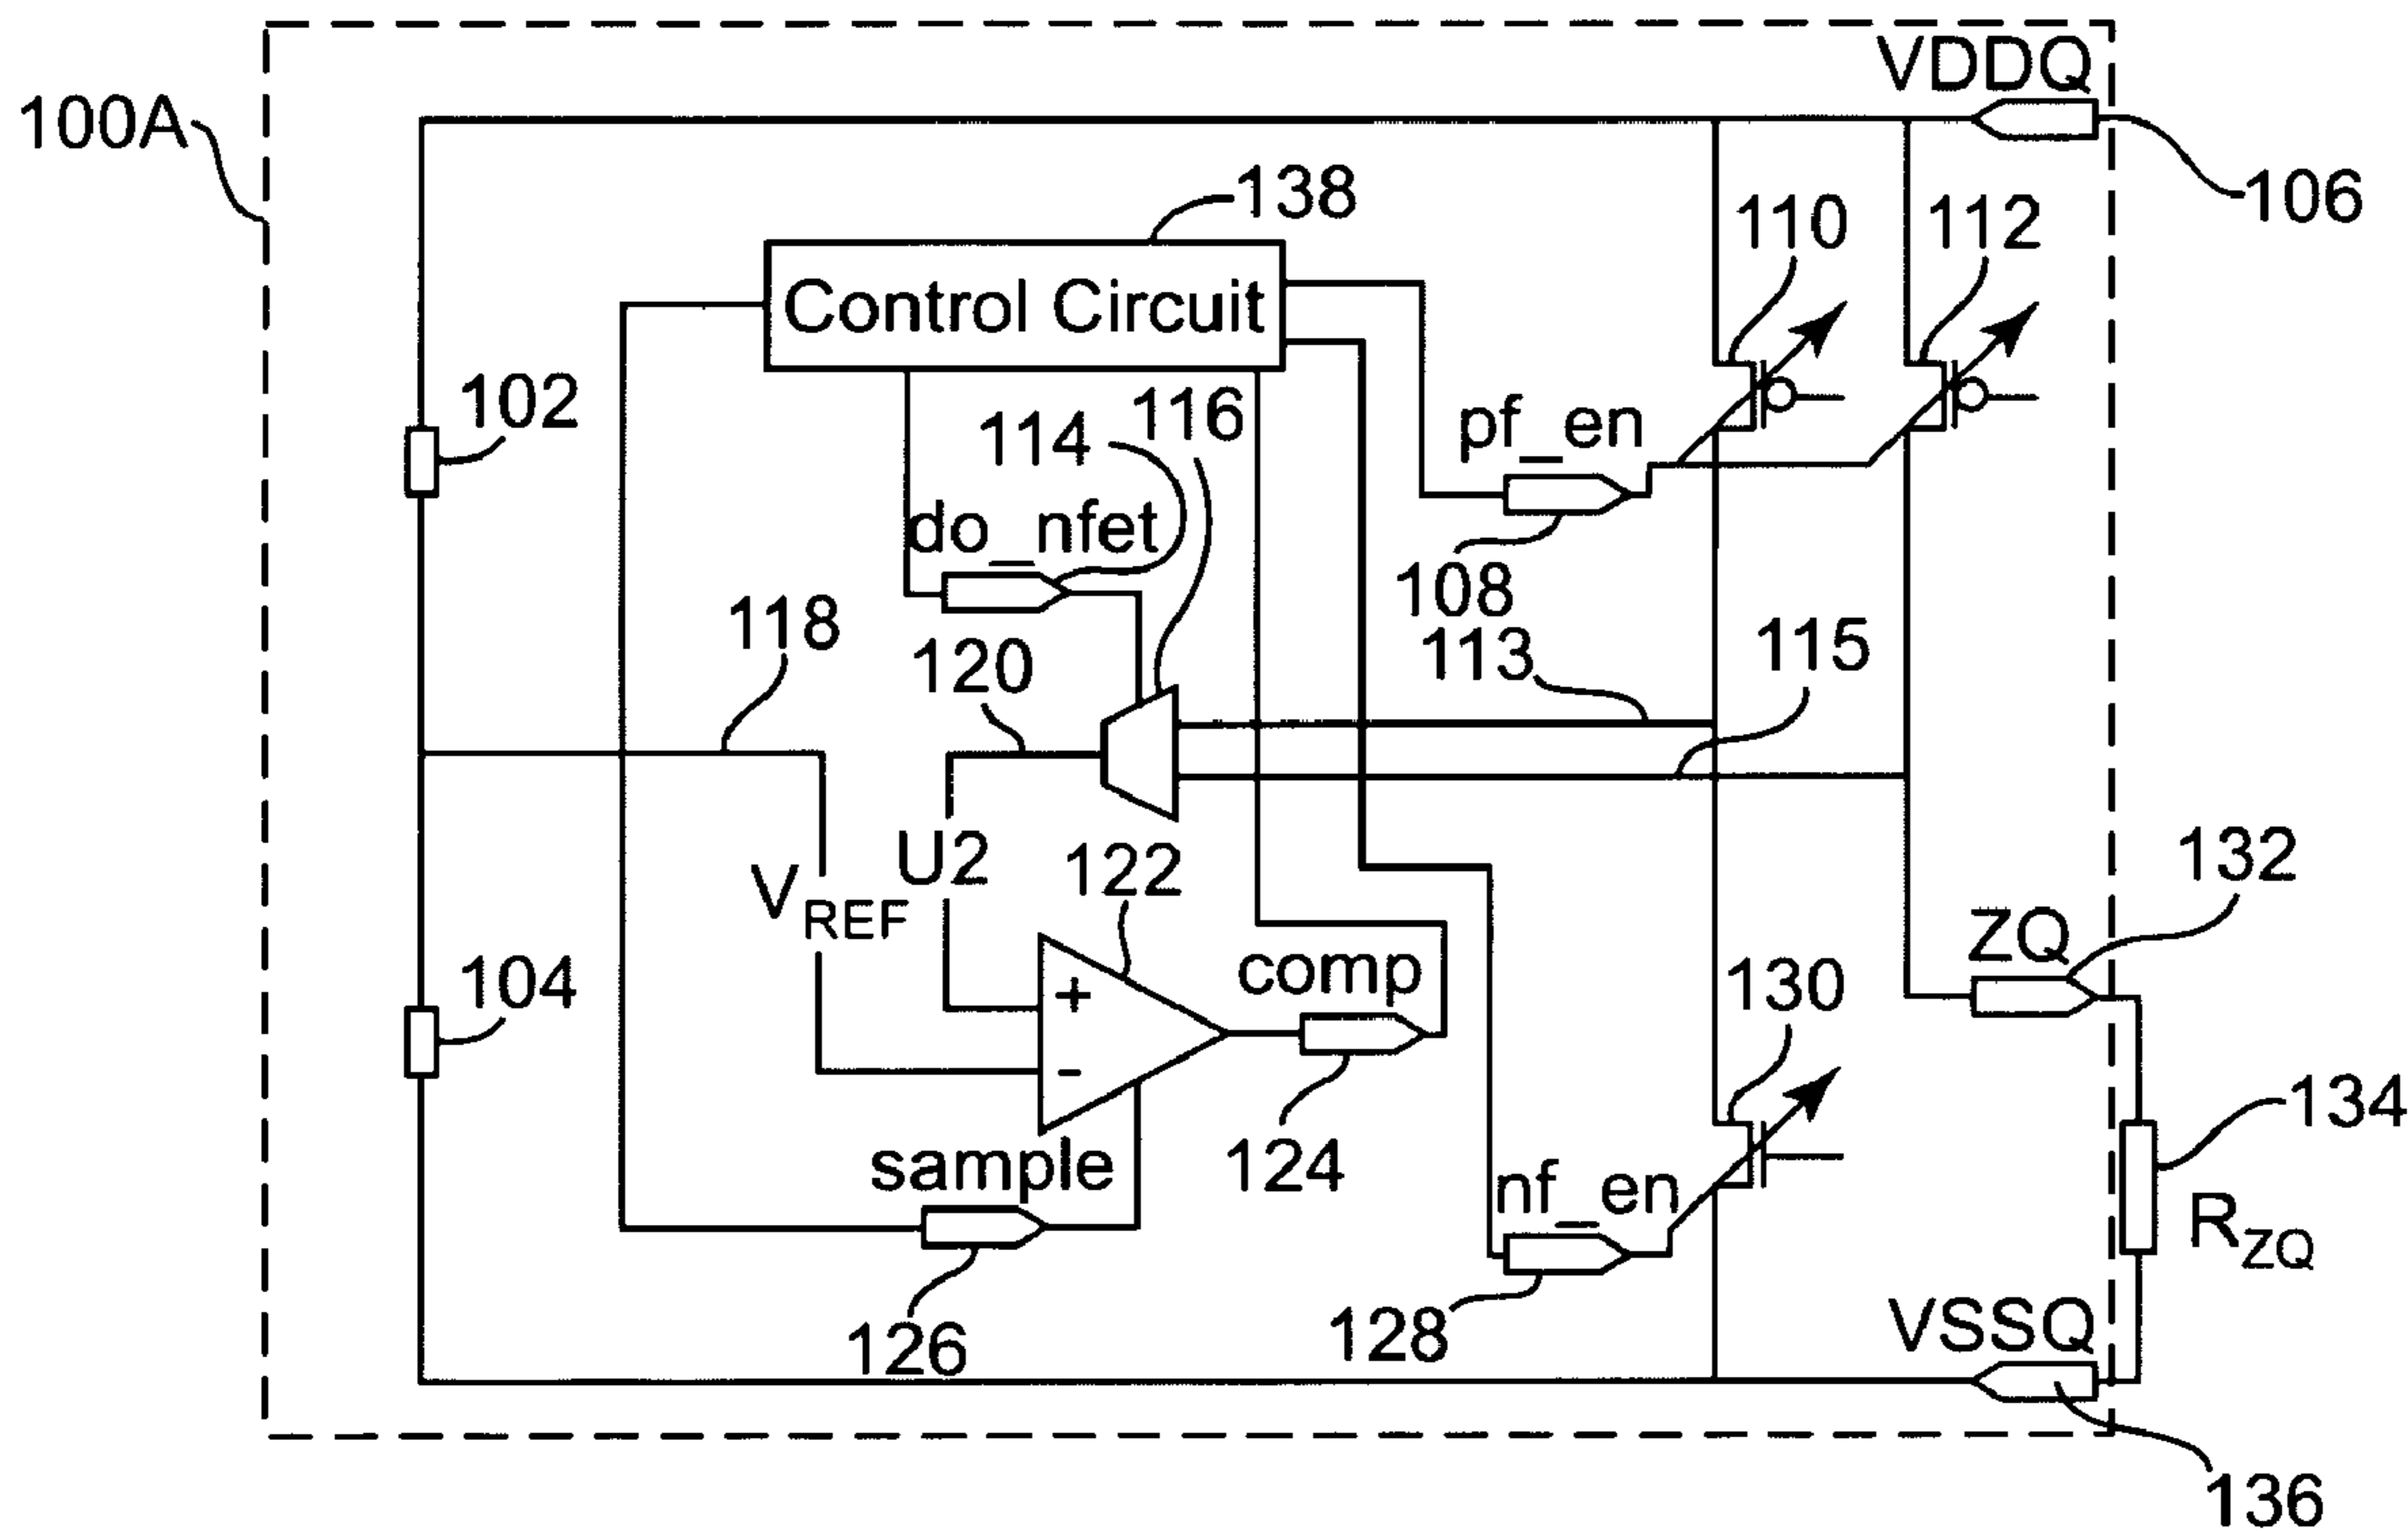 VDDQ
100A
106
138
110
112
Control Circuit
102
114
116
pf_en
do_nfet
108
118
120
113
115
U2
122
132
VREF
ZQ
104
comp
130
134
sample
124
nf_en
RZQ
126
128
VSSQ
+
-
136